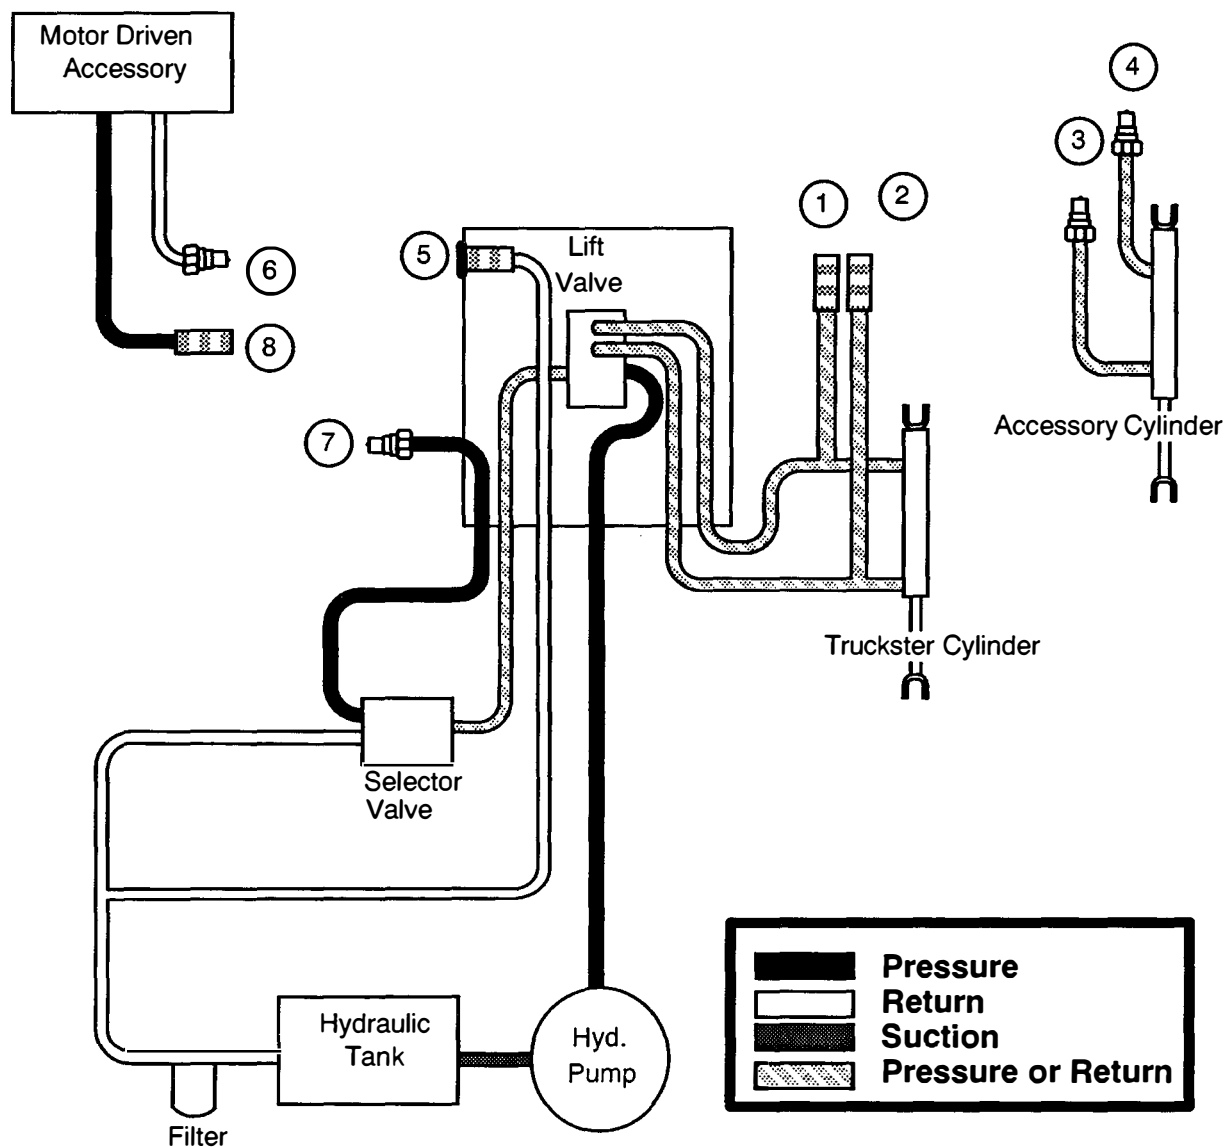 Motor Driven
Accessory
4
3
1
2
5
Lift
Valve
6
8
7
Accessory Cylinder
Truckster Cylinder
Selector
Valve
Pressure
Return
Suction
Pressure or Return
Hydraulic
Tank
Hyd.
Pump
Filter